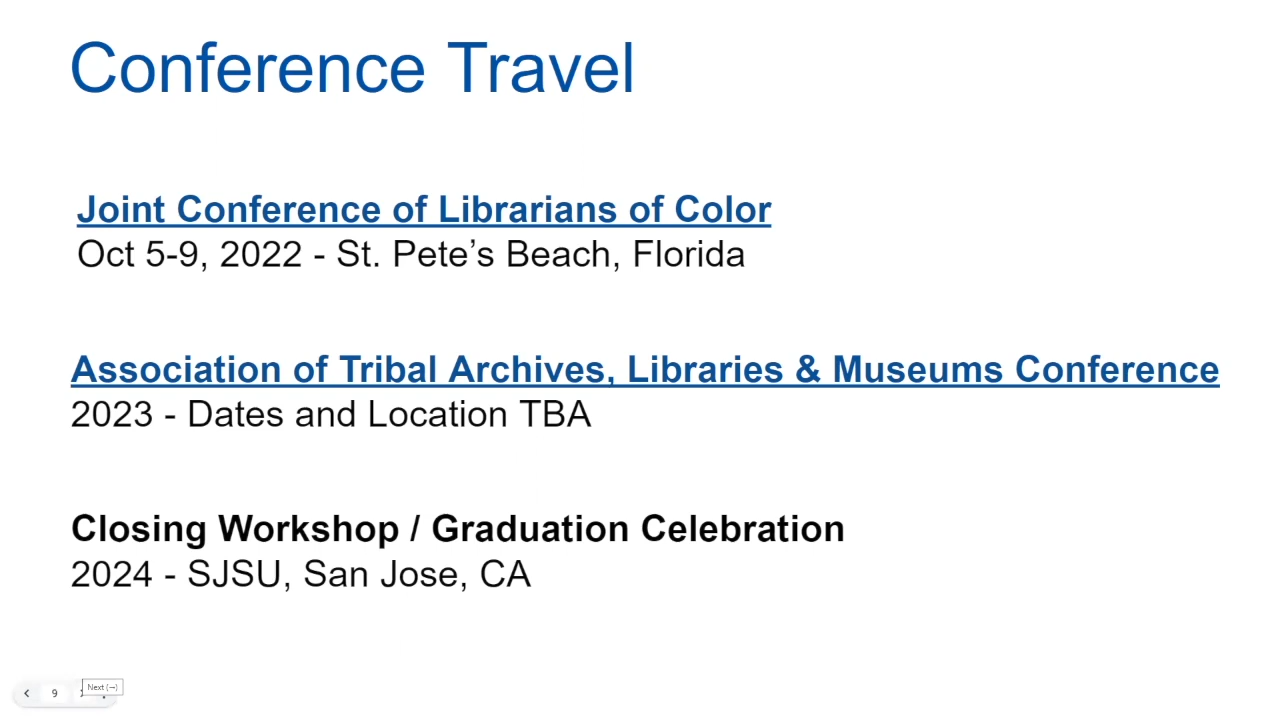 Conference Travel
Joint Conference of Librarians of Color
Oct 5-9, 2022 - St. Pete’s Beach, Florida
Association of Tribal Archives, Libraries & Museums Conference
2023 - Dates and Location TBA
Closing Workshop / Graduation Celebration
2024 - SJSU, San Jose, CA
9
Next (→)